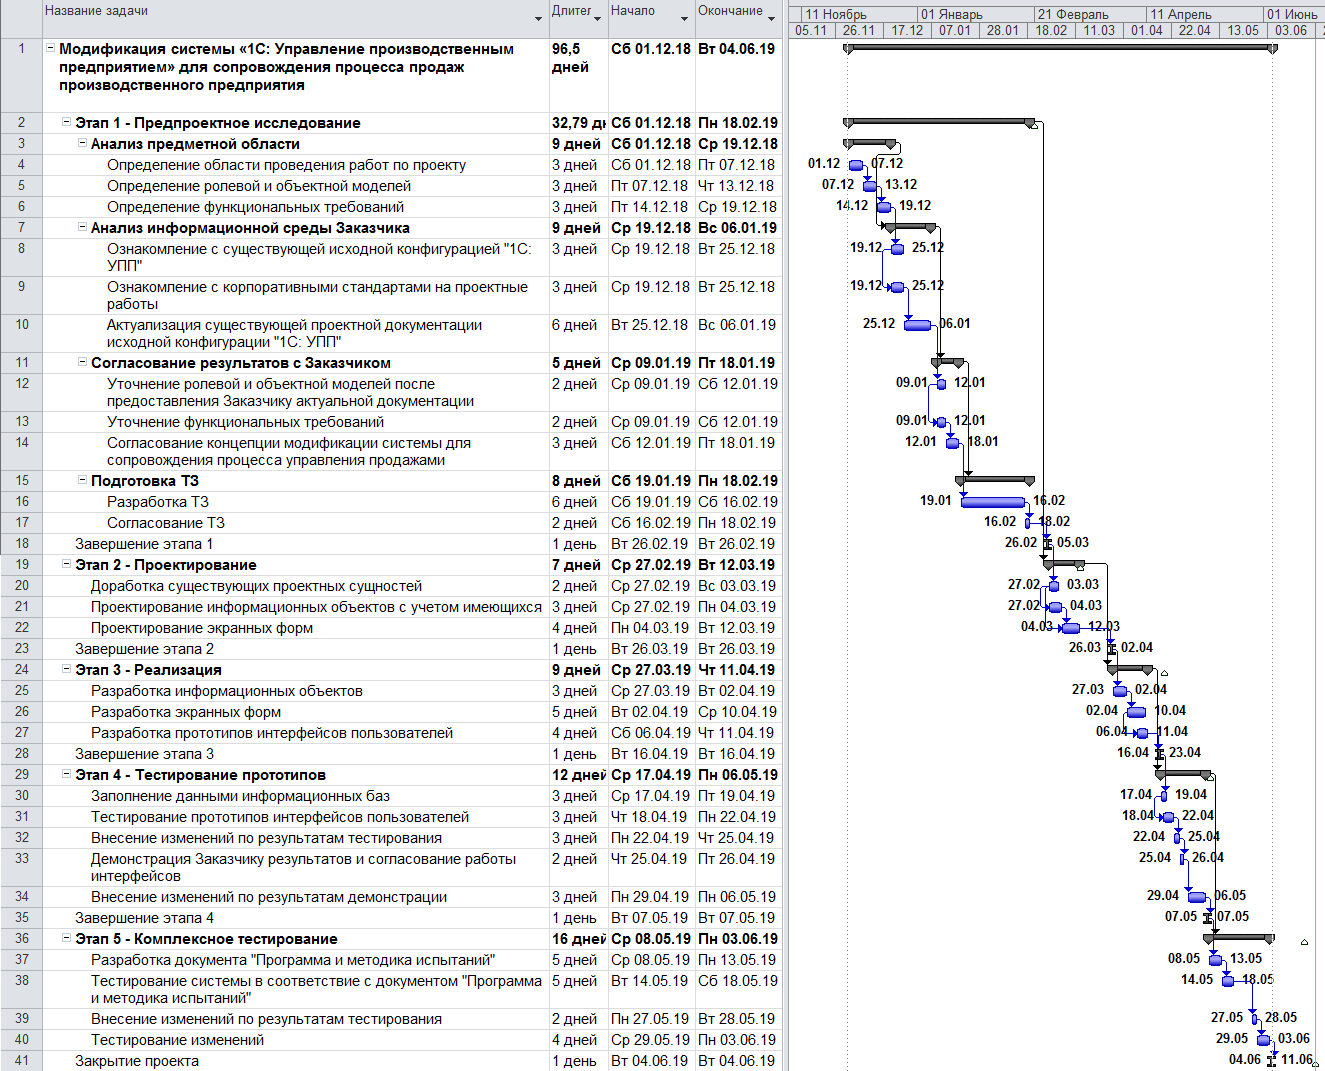 Название задачи Длител Начало Окончание
11 Ноябрь 01 Январь 21 Февраль 11 Апрель 01 Июнь
05.11 26.11 17.12 07.01 28.01 18.02 11.03 01.04 22.04 13.05 03.06
1 Модификация системы «1С: Управление производственным 96,5 Сб 01.12.18 Вт 04.06.19
предприятием» для сопровождения процесса продаж дней
производственного предприятия
2 Этап 1 - Предпроектное исследование 32,79 дн Сб 01.12.18 Пн 18.02.19
3 Анализ предметной области 9 дней Сб 01.12.18 Ср 19.12.18
4 Определение области проведения работ по проекту 3 дней Сб 01.12.18 Пт 07.12.18 01.12 07.12
5 Определение ролевой и объектной моделей 3 дней Пт 07.12.18 Чт 13.12.18 07.12 13.12
6 Определение функциональных требований 3 дней Пт 14.12.18 Ср 19.12.18 14.12 19.12
7 Анализ информационной среды Заказчика 9 дней Ср 19.12.18 Вс 06.01.19
8 Ознакомление с существующей исходной конфигурацией "1С: 3 дней Ср 19.12.18 Вт 25.12.18 19.12 25.12
УПП"
9 Ознакомление с корпоративными стандартами на проектные 3 дней Ср 19.12.18 Вт 25.12.18 19.12 25.12
работы
10 Актуализация существующей проектной документации 6 дней Вт 25.12.18 Вс 06.01.19 25.12 06.01
исходной конфигурации "1С: УПП"
11 Согласование результатов с Заказчиком 5 дней Ср 09.01.19 Пт 18.01.19
12 Уточнение ролевой и объектной моделей после 2 дней Ср 09.01.19 Сб 12.01.19 09.01 12.01
предоставления Заказчику актуальной документации
13 Уточнение функциональных требований 2 дней Ср 09.01.19 Сб 12.01.19 09.01 12.01
14 Согласование концепции модификации системы для 3 дней Сб 12.01.19 Пт 18.01.19 12.01 18.01
сопровождения процесса управления продажами
15 Подготовка ТЗ 8 дней Сб 19.01.19 Пн 18.02.19
16 Разработка ТЗ 6 дней Сб 19.01.19 Сб 16.02.19 19.01 16.02
17 Согласование ТЗ 2 дней Сб 16.02.19 Пн 18.02.19 16.02 18.02
18 Завершение этапа 1 1 день Вт 26.02.19 Вт 26.02.19 26.02 05.03
19 Этап 2 - Проектирование 7 дней Ср 27.02.19 Вт 12.03.19
20 Доработка существующих проектных сущностей 2 дней Ср 27.02.19 Вс 03.03.19 27.02 03.03
21 Проектирование информационных объектов с учетом имеющихся 3 дней Ср 27.02.19 Пн 04.03.19 27.02 04.03
22 Проектирование экранных форм 4 дней Пн 04.03.19 Вт 12.03.19 04.03 12.03
23 Завершение этапа 2 1 день Вт 26.03.19 Вт 26.03.19 26.03 02.04
24 Этап 3 - Реализация 9 дней Ср 27.03.19 Чт 11.04.19
25 Разработка информационных объектов 3 дней Ср 27.03.19 Вт 02.04.19 27.03 02.04
26 Разработка экранных форм 5 дней Вт 02.04.19 Ср 10.04.19 02.04 10.04
27 Разработка прототипов интерфейсов пользователей 4 дней Сб 06.04.19 Чт 11.04.19 06.04 11.04
28 Завершение этапа 3 1 день Вт 16.04.19 Вт 16.04.19 16.04 23.04
29 Этап 4 - Тестирование прототипов 12 дней Ср 17.04.19 Пн 06.05.19
30 Заполнение данными информационных баз 3 дней Ср 17.04.19 Пт 19.04.19 17.04 19.04
31 Тестирование прототипов интерфейсов пользователей 3 дней Чт 18.04.19 Пн 22.04.19 18.04 22.04
32 Внесение изменений по результатам тестирования 3 дней Пн 22.04.19 Чт 25.04.19 22.04 25.04
33 Демонстрация Заказчику результатов и согласование работы 2 дней Чт 25.04.19 Пт 26.04.19 25.04 26.04
интерфейсов
34 Внесение изменений по результатам демонстрации 3 дней Пн 29.04.19 Пн 06.05.19 29.04 06.05
35 Завершение этапа 4 1 день Вт 07.05.19 Вт 07.05.19 07.05 07.05
36 Этап 5 - Комплексное тестирование 16 дней Ср 08.05.19 Пн 03.06.19
37 Разработка документа "Программа и методика испытаний" 5 дней Ср 08.05.19 Пн 13.05.19 08.05 13.05
38 Тестирование системы в соответствие с документом "Программа 5 дней Вт 14.05.19 Сб 18.05.19 14.05 18.05
и методика испытаний"
39 Внесение изменений по результатам тестирования 2 дней Пн 27.05.19 Вт 28.05.19 27.05 28.05
40 Тестирование изменений 4 дней Ср 29.05.19 Пн 03.06.19 29.05 03.06
41 Закрытие проекта 1 день Вт 04.06.19 Вт 04.06.19 04.06 11.06